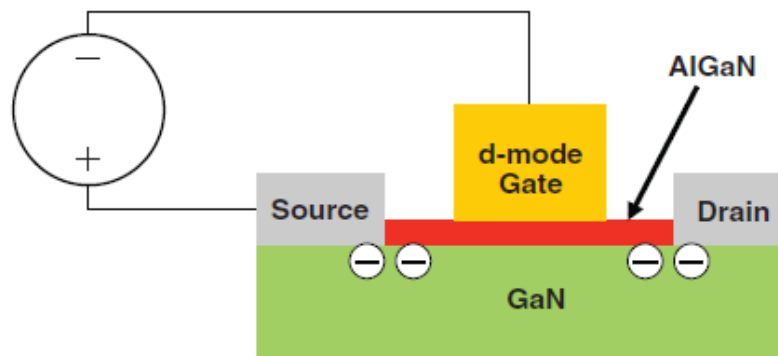 −
AlGaN
d-mode
Gate
+
Source
Drain
− − − −
GaN